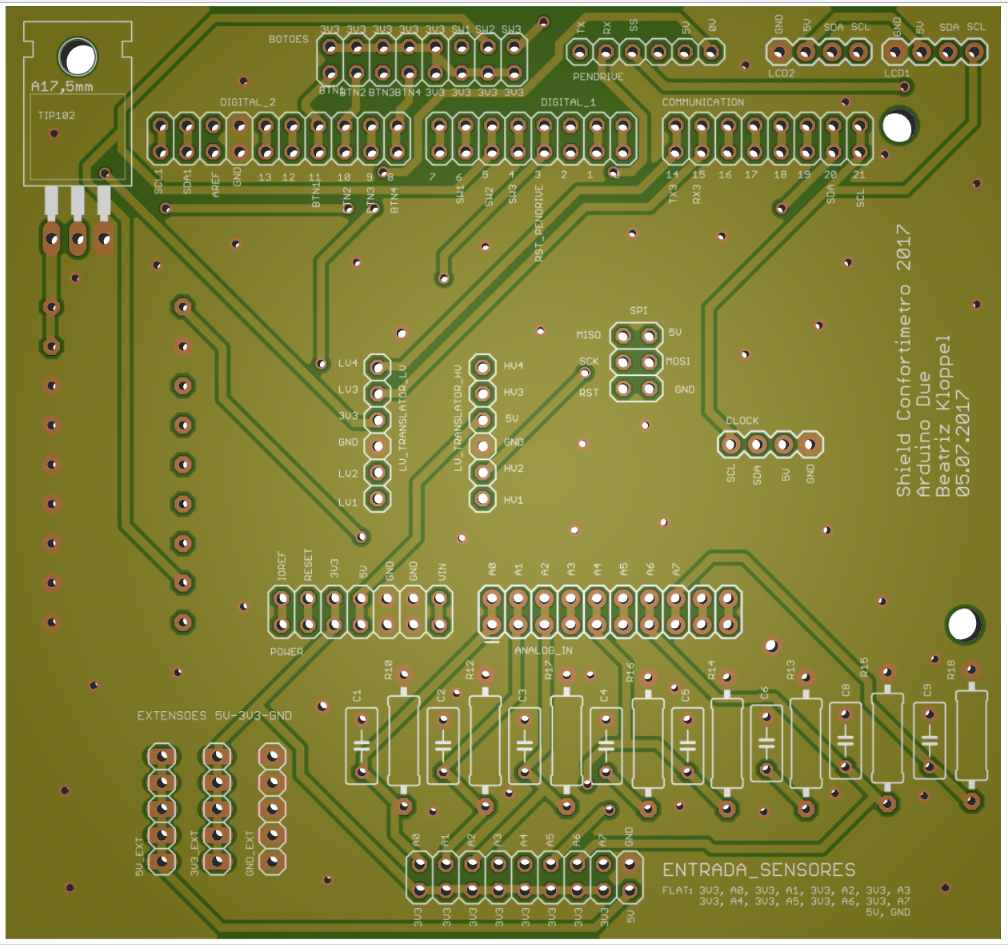 3V3 3V3 3V3 3V3 3V3 SW1 SW2 SW3
BOTOES
BTN1 BTN2 BTN3 BTN4 3V3 3V3 3V3 3V3
TX RX SS 5V 0V
PENDRIVE
GND 5V SDA SCL
LCD2
GND 5V SDA SCL
LCD1
A17,5mm
TIP102
DIGITAL_2
DIGITAL_1
COMMUNICATION
SCL1 SDA1 AREF GND 13 12 11 10 9 8
BTN1 BTN2 BTN3 BTN4
7 6 5 4 3 2 1
SW1 SW2 SW3 RST_PENDRIVE
14 15 16 17 18 19 20 21
TX3 RX3 SDA SCL
Shield Confortimetro 2017
Arduino Due
Beatriz Kloppel
05.07.2017
SPI
MISO 5V
SCK MOSI
RST GND
LV4
LV3
3V3
GND
LV2
LV1
LV_TRANSLATOR_LV
LV_TRANSLATOR_HV
HV4
HV3
5V
GND
HV2
HV1
CLOCK
SCL SDA 5V GND
IOREF RESET 3V3 5V GND GND VIN
POWER
A0 A1 A2 A3 A4 A5 A6 A7
ANALOG_IN
R10 R12 R17 R16 R14 R13 R15 R18
C1 C2 C3 C4 C5 C6 C8 C9
EXTENSOES 5V-3V3-GND
5V_EXT 3V3_EXT GND_EXT
A0 A1 A2 A3 A4 A5 A6 A7 GND
3V3 3V3 3V3 3V3 3V3 3V3 3V3 3V3 5V
ENTRADA_SENSORES
FLAT: 3V3, A0, 3V3, A1, 3V3, A2, 3V3, A3
3V3, A4, 3V3, A5, 3V3, A6, 3V3, A7
5V, GND